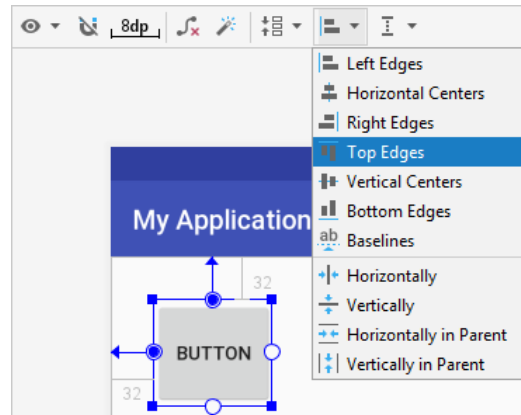 8dp
Left Edges
Horizontal Centers
Right Edges
Top Edges
Vertical Centers
Bottom Edges
ab Baselines
Horizontally
Vertically
Horizontally in Parent
Vertically in Parent
My Application
32
BUTTON
32